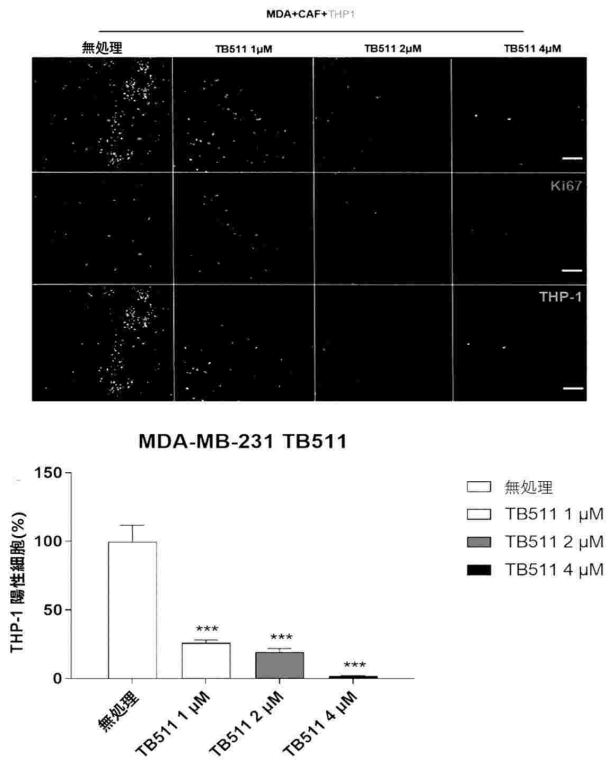 MDA+CAF+THP1
無処理 TB511 1μM TB511 2μM TB511 4μM
Ki67
THP-1
MDA-MB-231 TB511
THP-1 陽性細胞(%)
150
100
50
0
***
***
***
無処理
TB511 1 μM
TB511 2 μM
TB511 4 μM
無処理
TB511 1 μM
TB511 2 μM
TB511 4 μM